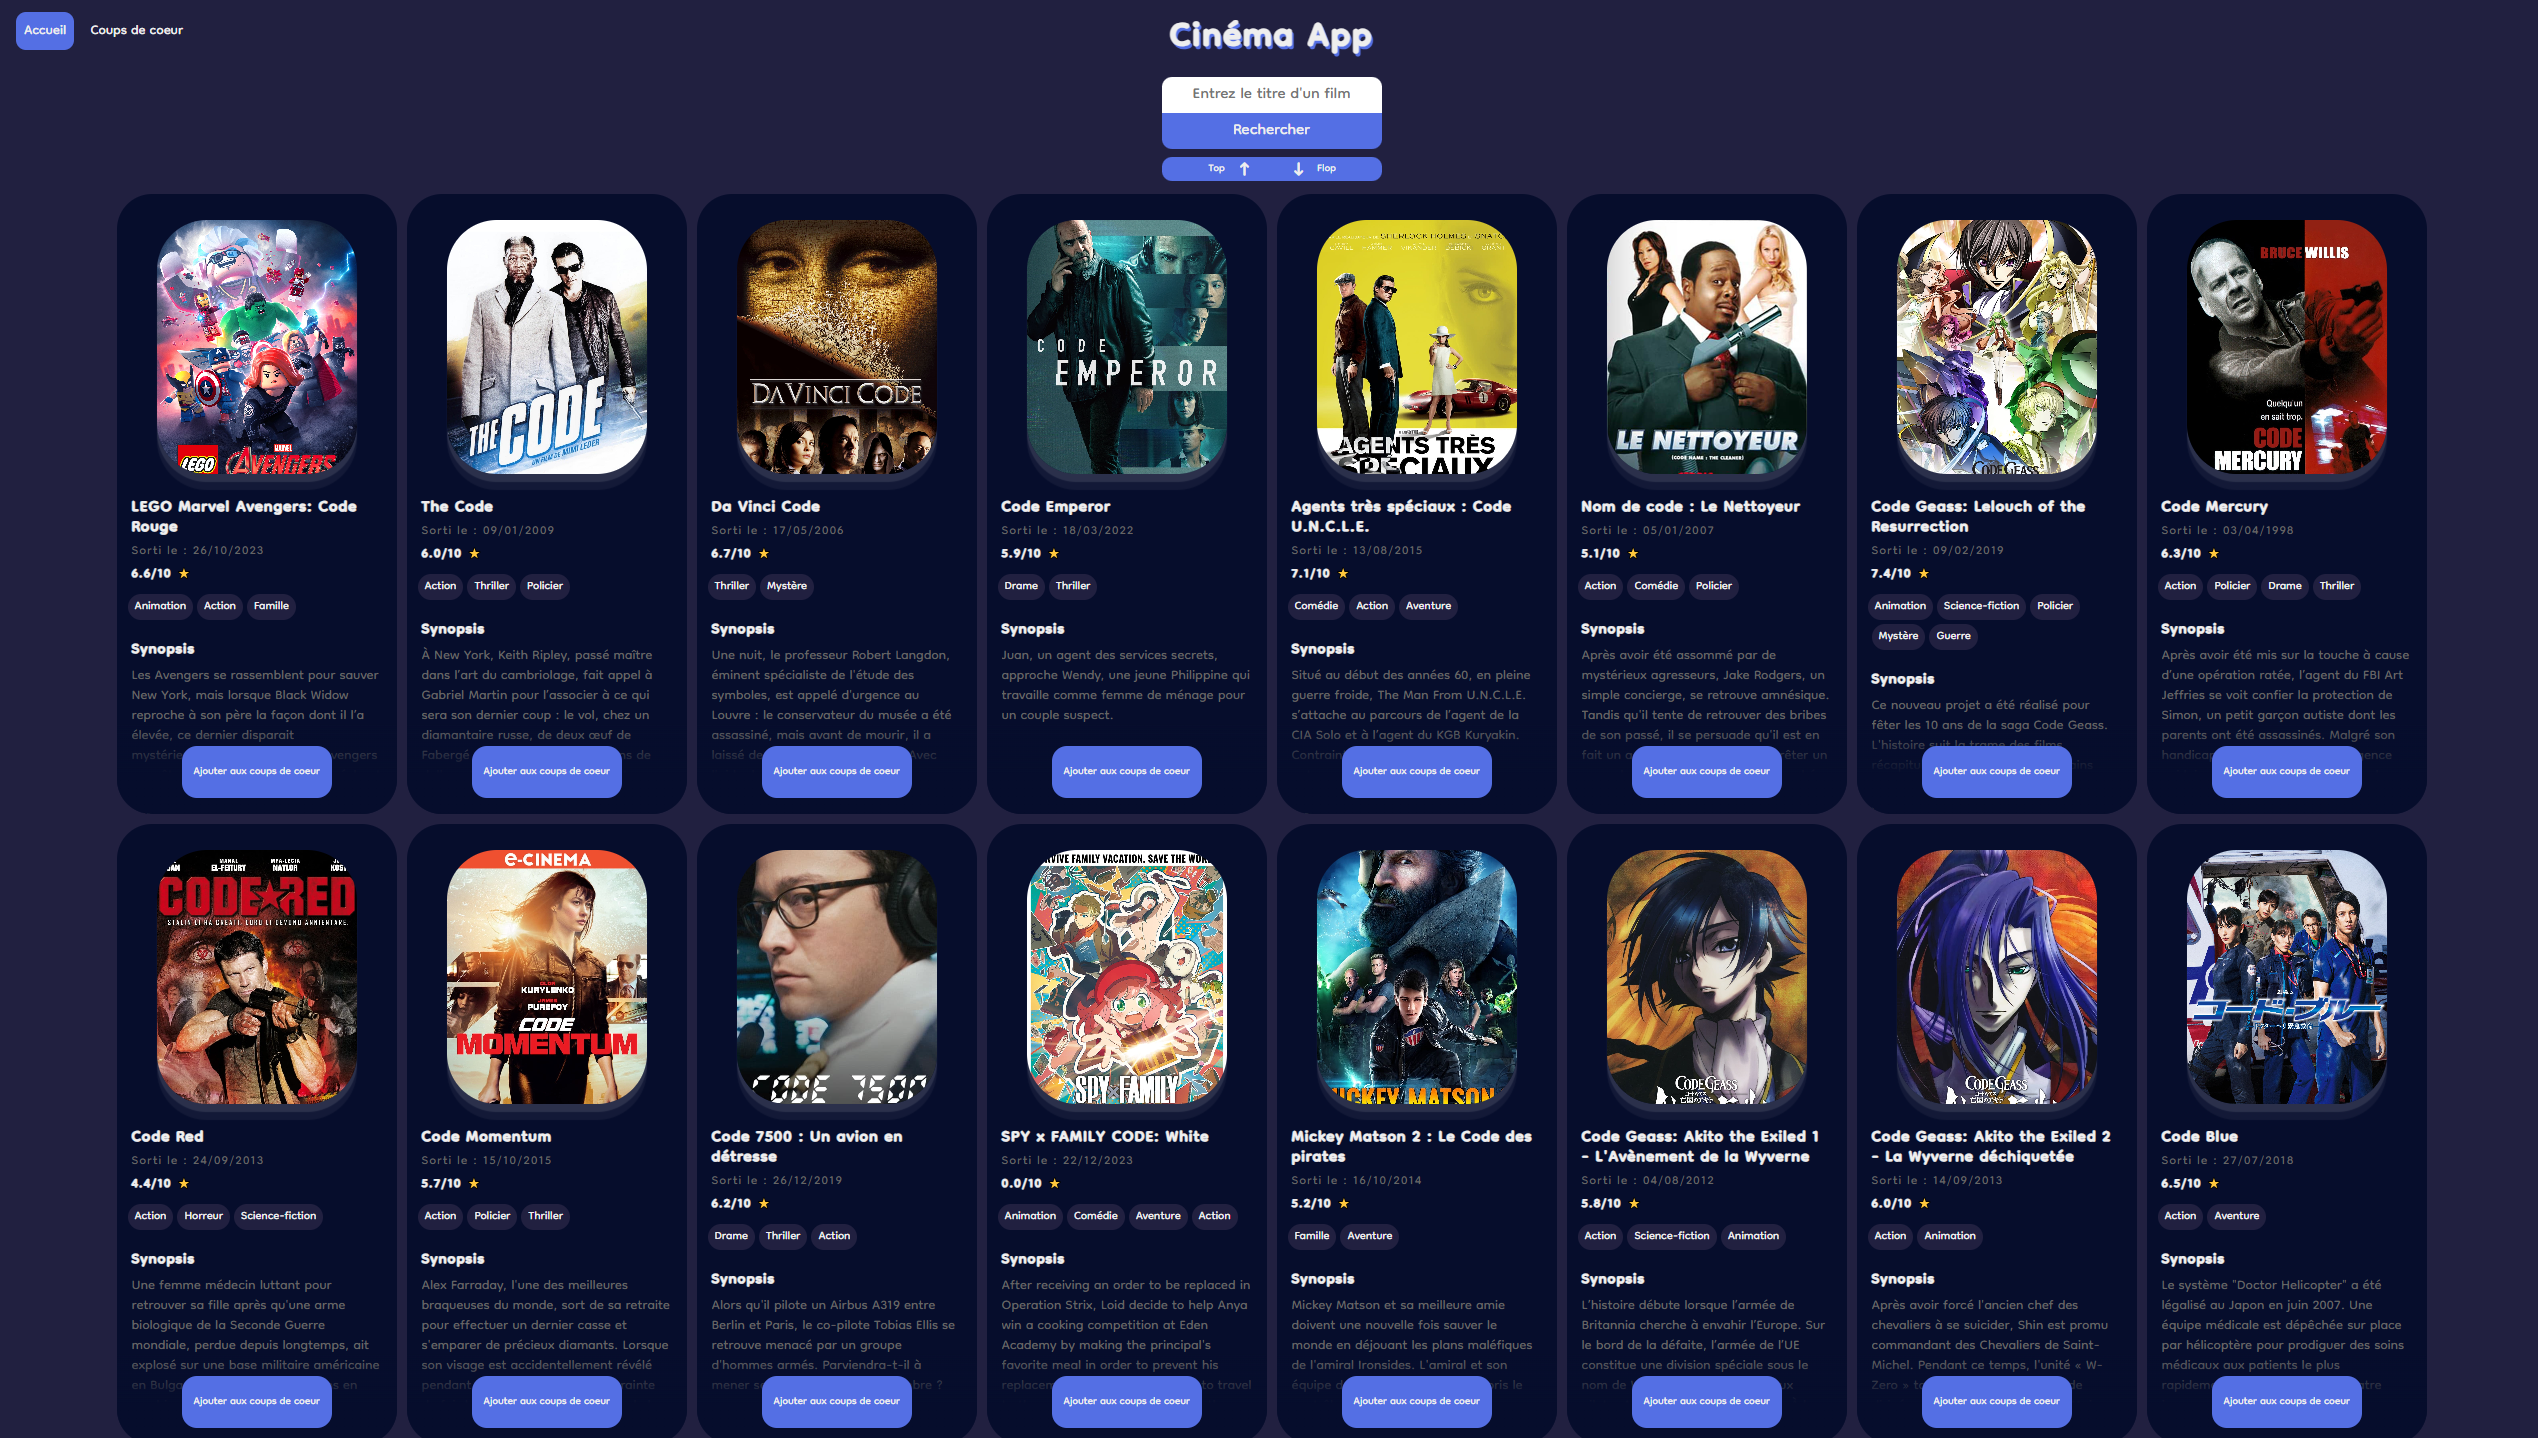 Accueil
Coups de coeur
Cinéma App
Entrez le titre d'un film
Rechercher
Top ↑ ↓ Flop
LEGO MARVEL AVENGERS
LEGO Marvel Avengers: Code
Rouge
Sorti le : 26/10/2023
6.6/10 ★
Animation Action Famille
Synopsis
Les Avengers se rassemblent pour sauver
New York, mais lorsque Black Widow
reproche à son père la façon dont il l'a
élevée, ce dernier disparait
Ajouter aux coups de coeur
THE CODE
UN FILM DE MIMI LEDER
The Code
Sorti le : 09/01/2009
6.0/10 ★
Action Thriller Policier
Synopsis
À New York, Keith Ripley, passé maître
dans l'art du cambriolage, fait appel à
Gabriel Martin pour l'associer à ce qui
sera son dernier coup : le vol, chez un
diamantaire russe, de deux œuf de
Fabergé
Ajouter aux coups de coeur
DA VINCI CODE
Da Vinci Code
Sorti le : 17/05/2006
6.7/10 ★
Thriller Mystère
Synopsis
Une nuit, le professeur Robert Langdon,
éminent spécialiste de l'étude des
symboles, est appelé d'urgence au
Louvre : le conservateur du musée a été
assassiné, mais avant de mourir, il a
laissé de Avec
Ajouter aux coups de coeur
CODE
EMPEROR
Code Emperor
Sorti le : 18/03/2022
5.9/10 ★
Drame Thriller
Synopsis
Juan, un agent des services secrets,
approche Wendy, une jeune Philippine qui
travaille comme femme de ménage pour
un couple suspect.
Ajouter aux coups de coeur
AGENTS TRÈS
SPÉCIAUX
Agents très spéciaux : Code
U.N.C.L.E.
Sorti le : 13/08/2015
7.1/10 ★
Comédie Action Aventure
Synopsis
Situé au début des années 60, en pleine
guerre froide, The Man From U.N.C.L.E.
s'attache au parcours de l'agent de la
CIA Solo et à l'agent du KGB Kuryakin.
Ajouter aux coups de coeur
LE NETTOYEUR
(CODE NAME : THE CLEANER)
Nom de code : Le Nettoyeur
Sorti le : 05/01/2007
5.1/10 ★
Action Comédie Policier
Synopsis
Après avoir été assommé par de
mystérieux agresseurs, Jake Rodgers, un
simple concierge, se retrouve amnésique.
Tandis qu'il tente de retrouver des bribes
de son passé, il se persuade qu'il est en
fait un
Ajouter aux coups de coeur
CODE GEASS
Code Geass: Lelouch of the
Resurrection
Sorti le : 09/02/2019
7.4/10 ★
Animation Science-fiction Policier
Mystère Guerre
Synopsis
Ce nouveau projet a été réalisé pour
fêter les 10 ans de la saga Code Geass.
L'histoire suit la trame des films
Ajouter aux coups de coeur
BRUCE WILLIS
Quelqu'un
en sait trop.
CODE
MERCURY
Code Mercury
Sorti le : 03/04/1998
6.3/10 ★
Action Policier Drame Thriller
Synopsis
Après avoir été mis sur la touche à cause
d'une opération ratée, l'agent du FBI Art
Jeffries se voit confier la protection de
Simon, un petit garçon autiste dont les
parents ont été assassinés. Malgré son
Ajouter aux coups de coeur
CODE RED
Code Red
Sorti le : 24/09/2013
4.4/10 ★
Action Horreur Science-fiction
Synopsis
Une femme médecin luttant pour
retrouver sa fille après qu'une arme
biologique de la Seconde Guerre
mondiale, perdue depuis longtemps, ait
explosé sur une base militaire américaine
en
Ajouter aux coups de coeur
e-CINEMA
KURYLENKO
PUREFOY
CODE
MOMENTUM
Code Momentum
Sorti le : 15/10/2015
5.7/10 ★
Action Policier Thriller
Synopsis
Alex Farraday, l'une des meilleures
braqueuses du monde, sort de sa retraite
pour effectuer un dernier casse et
s'emparer de précieux diamants. Lorsque
son visage est accidentellement révélé
pendant
Ajouter aux coups de coeur
CODE 7500
Code 7500 : Un avion en
détresse
Sorti le : 26/12/2019
6.2/10 ★
Drame Thriller Action
Synopsis
Alors qu'il pilote un Airbus A319 entre
Berlin et Paris, le co-pilote Tobias Ellis se
retrouve menacé par un groupe
d'hommes armés. Parviendra-t-il à
mener
Ajouter aux coups de coeur
FAMILY VACATION. SAVE THE
SPY FAMILY
SPY x FAMILY CODE: White
Sorti le : 22/12/2023
0.0/10 ★
Animation Comédie Aventure Action
Synopsis
After receiving an order to be replaced in
Operation Strix, Loid decide to help Anya
win a cooking competition at Eden
Academy by making the principal's
favorite meal in order to prevent his
to travel
Ajouter aux coups de coeur
MICKEY MATSON
Mickey Matson 2 : Le Code des
pirates
Sorti le : 16/10/2014
5.2/10 ★
Famille Aventure
Synopsis
Mickey Matson et sa meilleure amie
doivent une nouvelle fois sauver le
monde en déjouant les plans maléfiques
de l'amiral Ironsides. L'amiral et son
équipe
Ajouter aux coups de coeur
CODE GEASS
Code Geass: Akito the Exiled 1
- L'Avènement de la Wyverne
Sorti le : 04/08/2012
5.8/10 ★
Action Science-fiction Animation
Synopsis
L'histoire débute lorsque l'armée de
Britannia cherche à envahir l'Europe. Sur
le bord de la défaite, l'armée de l'UE
constitue une division spéciale sous le
nom de
Ajouter aux coups de coeur
CODE GEASS
Code Geass: Akito the Exiled 2
- La Wyverne déchiquetée
Sorti le : 14/09/2013
6.0/10 ★
Action Animation
Synopsis
Après avoir forcé l'ancien chef des
chevaliers à se suicider, Shin est promu
commandant des Chevaliers de Saint-
Michel. Pendant ce temps, l'unité « W-
Zero » de
Ajouter aux coups de coeur
コード・ブルー
Code Blue
Sorti le : 27/07/2018
6.5/10 ★
Action Aventure
Synopsis
Le système "Doctor Helicopter" a été
légalisé au Japon en juin 2007. Une
équipe médicale est dépêchée sur place
par hélicoptère pour prodiguer des soins
médicaux aux patients le plus
Ajouter aux coups de coeur